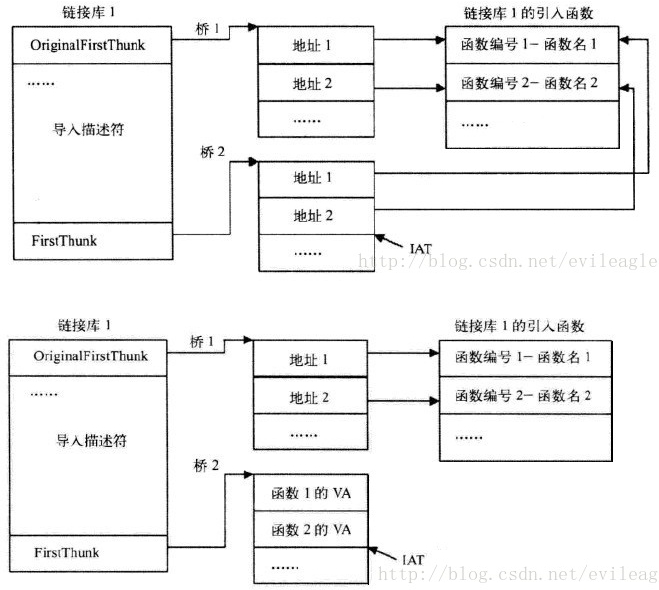 链接库 1
链接库 1 的引入函数
OriginalFirstThunk
桥 1
地址 1
函数编号 1- 函数名 1
……
地址 2
函数编号 2- 函数名 2
……
……
导入描述符
桥 2
地址 1
地址 2
FirstThunk
……
IAT
http://blog.csdn.net/evileagle
链接库 1
链接库 1 的引入函数
OriginalFirstThunk
桥 1
地址 1
函数编号 1- 函数名 1
……
地址 2
函数编号 2- 函数名 2
……
……
导入描述符
桥 2
函数 1 的 VA
函数 2 的 VA
FirstThunk
……
IAT
http://blog.csdn.net/evileag